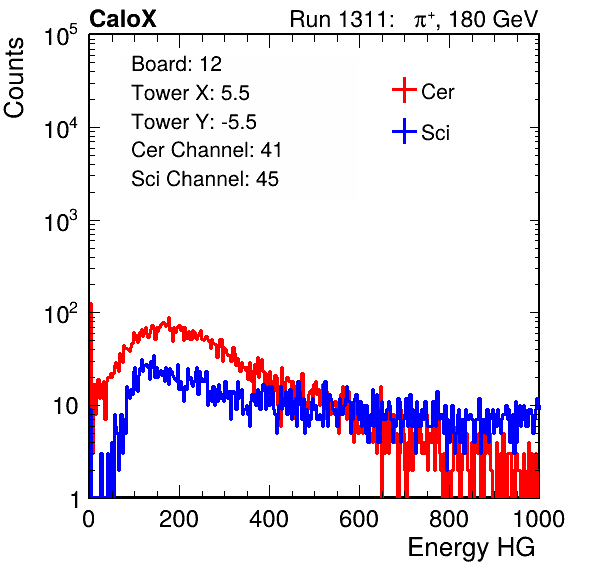 CaloX Run 1311: π⁺, 180 GeV
Counts
10⁵
10⁴
10³
10²
10
1
Board: 12
Tower X: 5.5
Tower Y: -5.5
Cer Channel: 41
Sci Channel: 45
Cer
Sci
0 200 400 600 800 1000
Energy HG